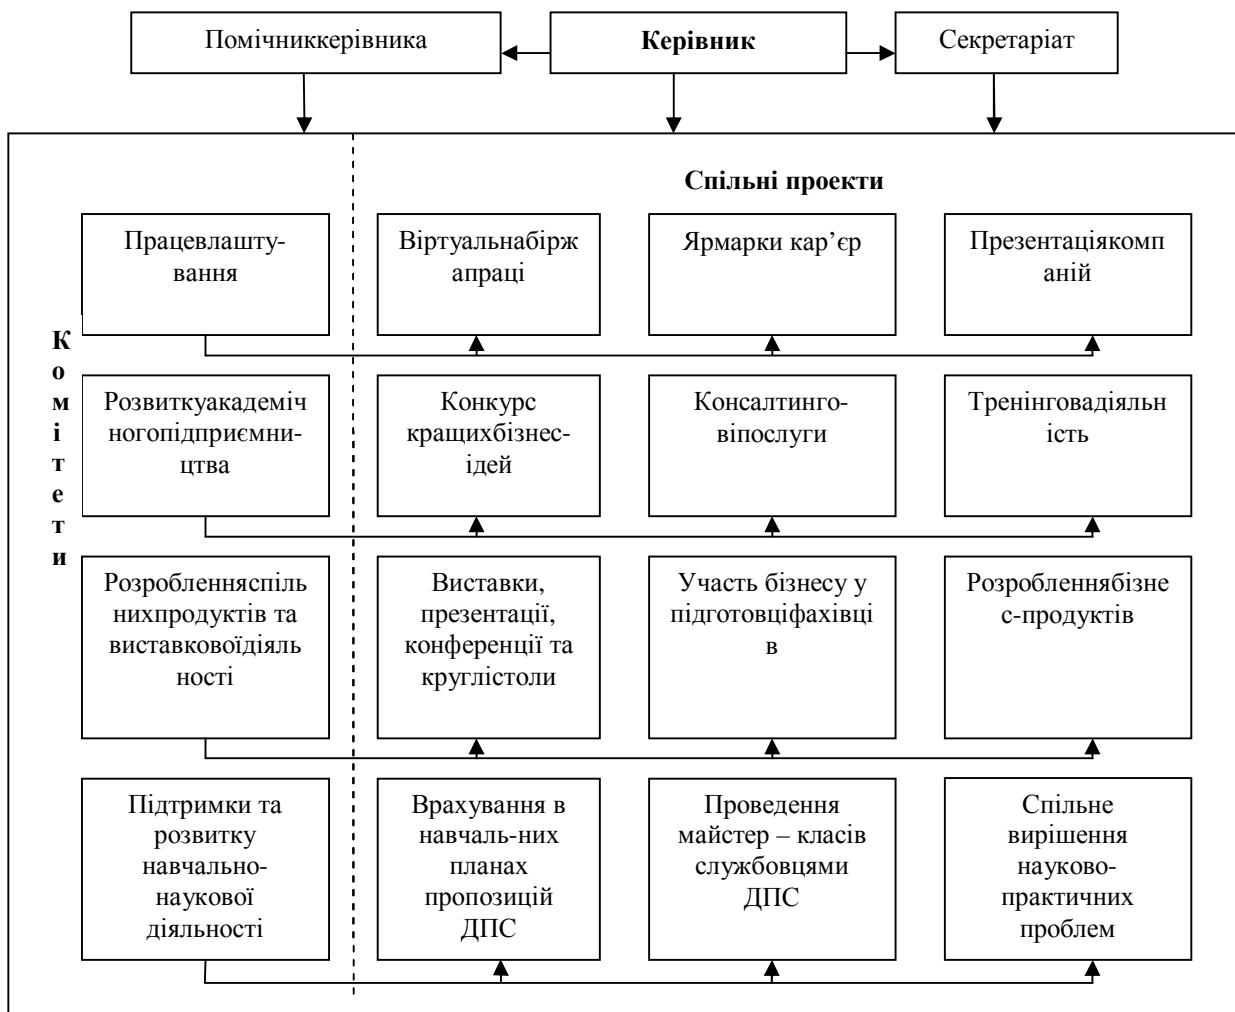 Помічниккерівника
Керівник
Секретаріат
Спільні проекти
Комітети
Працевлашту-
вання
Віртуальнабірж
апраці
Ярмарки кар’єр
Презентаціякомп
аній
Розвиткуакадеміч
ногопідприємни-
цтва
Конкурс
кращихбізнес-
ідей
Консалтинго-
віпослуги
Тренінговадіяльн
ість
Розробленняспіль
нихпродуктів та
виставковоїдіяль
ності
Виставки,
презентації,
конференції та
круглістоли
Участь бізнесу у
підготовціфахівці
в
Розробленнябізне
с-продуктів
Підтримки та
розвитку
навчально-
наукової
діяльності
Врахування в
навчаль-них
планах
пропозицій
ДПС
Проведення
майстер – класів
службовцями
ДПС
Спільне
вирішення
науково-
практичних
проблем